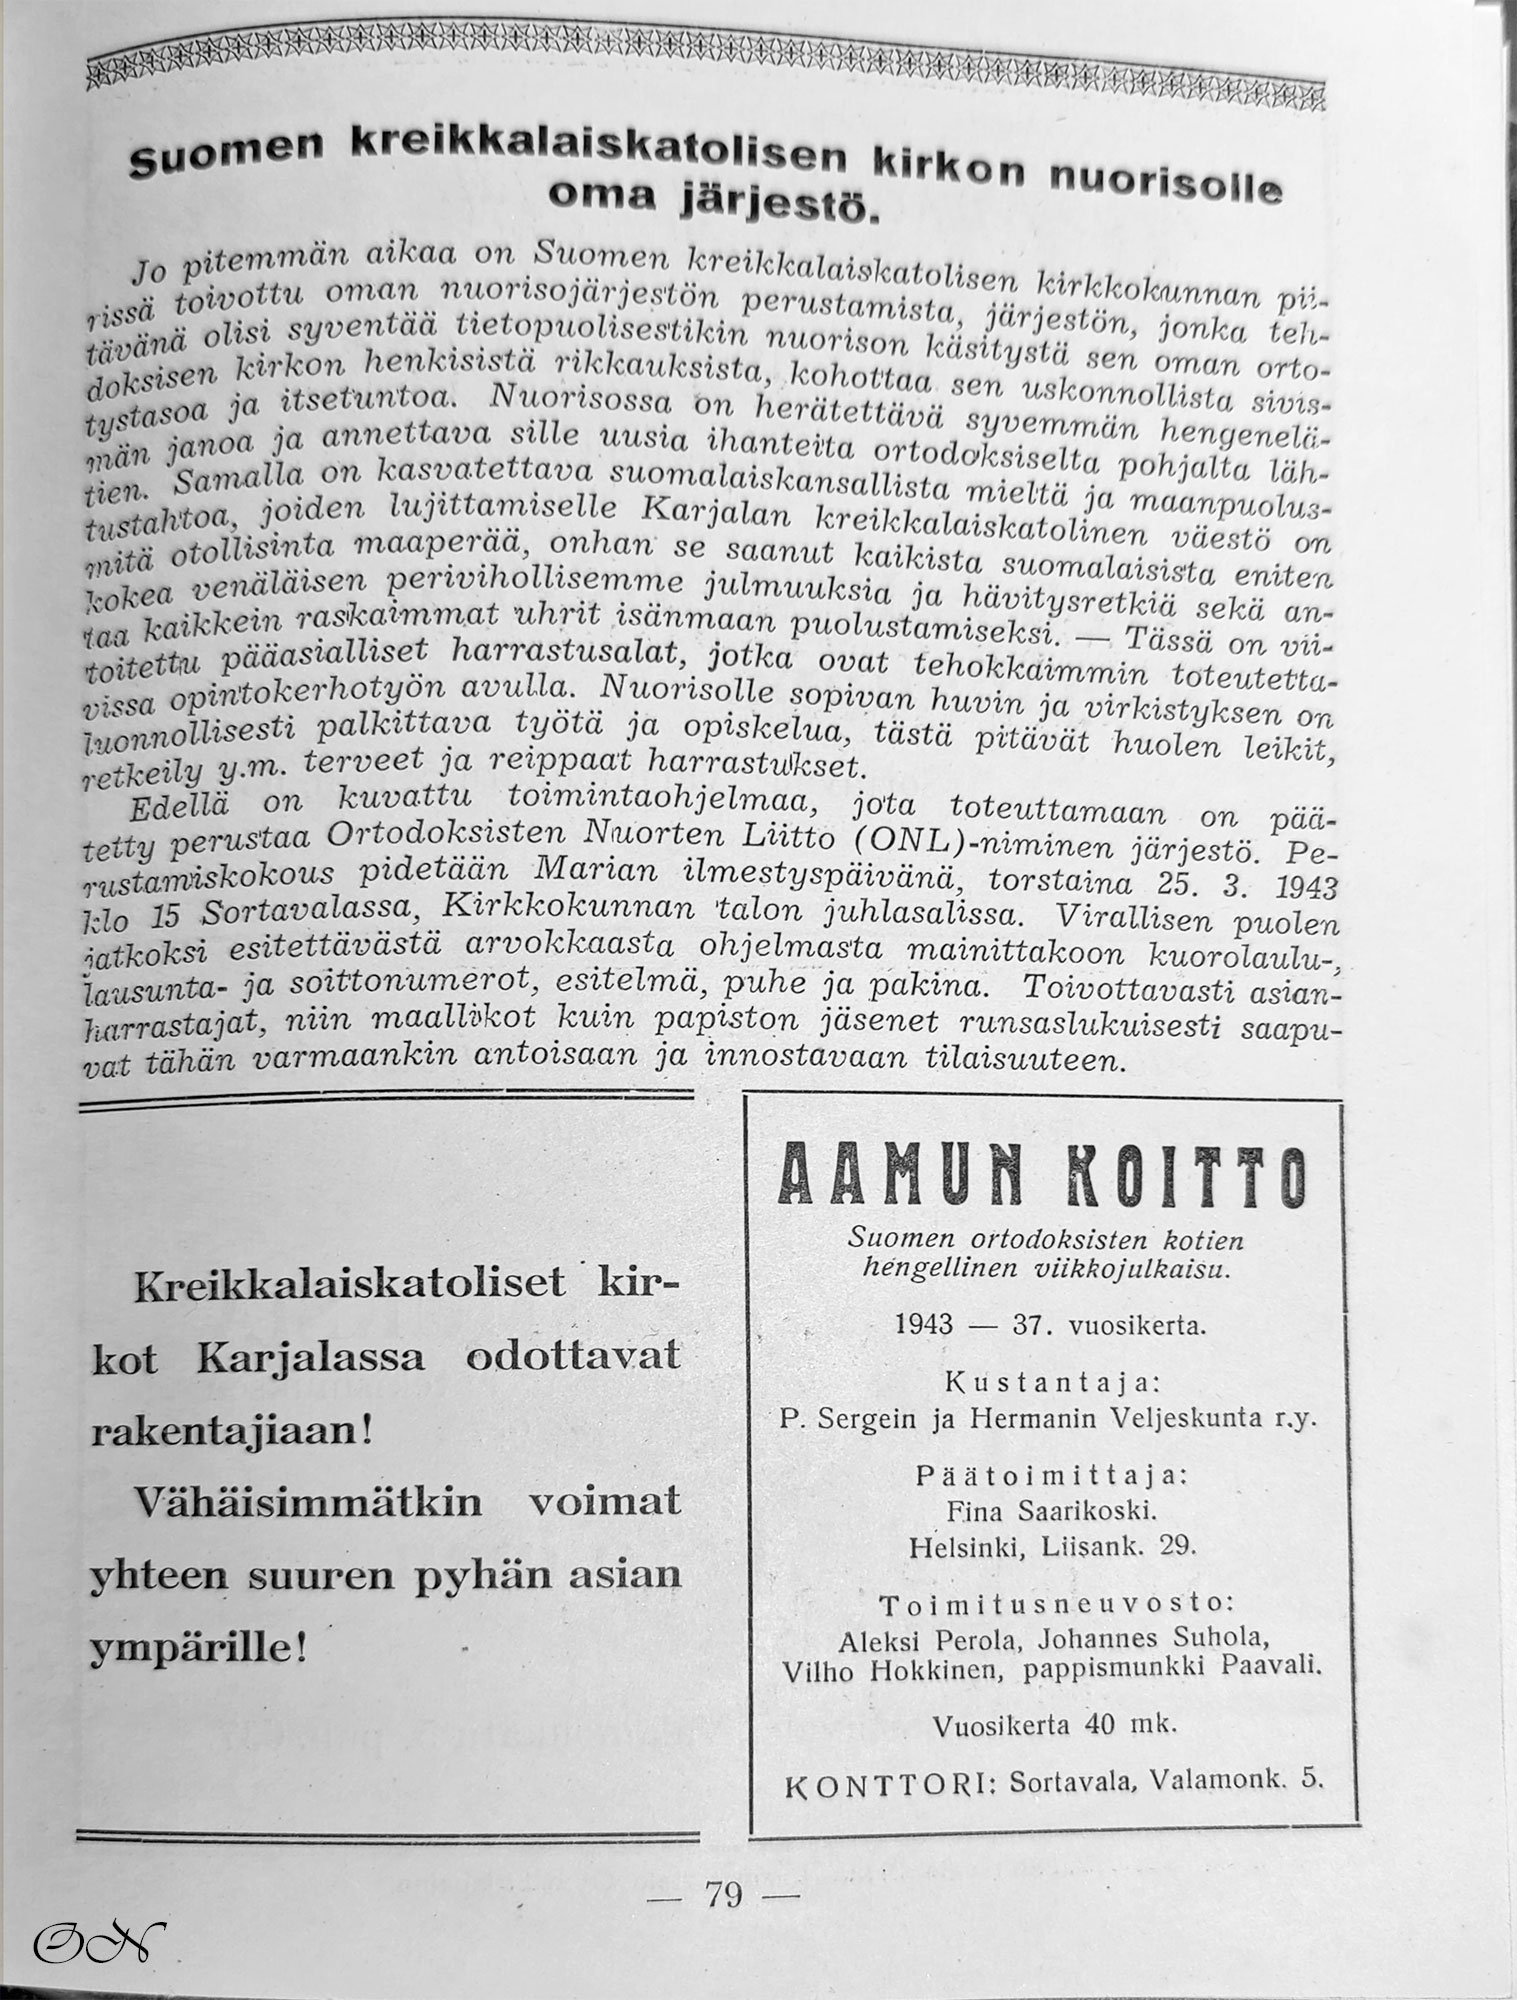 Suomen kreikkalaiskatolisen kirkon nuorisolle
oma järjestö.
Jo pitemmän aikaa on Suomen kreikkalaiskatolisen kirkkokunnan pii-
rissä toivottu oman nuorisojärjestön perustamista, järjestön, jonka teh-
tävänä olisi syventää tietopuolisestikin nuorison käsitystä sen oman orto-
doksisen kirkon henkisistä rikkauksista, kohottaa sen uskonnollista sivis-
tystasoa ja itsetuntoa. Nuorisossa on herätettävä syvemmän hengenelä-
män janoa ja annettava sille uusia ihanteita ortodoksiselta pohjalta läh-
tien. Samalla on kasvatettava suomalaiskansallista mieltä ja maanpuolus-
tustahtoa, joiden lujittamiselle Karjalan kreikkalaiskatolinen väestö on
mitä otollisinta maaperää, onhan se saanut kaikista suomalaisista eniten
kokea venäläisen perivihollisemme julmuuksia ja hävitysretkiä sekä an-
taa kaikkein raskaimmat uhrit isänmaan puolustamiseksi. — Tässä on vii-
toitettu pääasialliset harrastusalat, jotka ovat tehokkaimmin toteutetta-
vissa opintokerhotyön avulla. Nuorisolle sopivan huvin ja virkistyksen on
luonnollisesti palkittava työtä ja opiskelua, tästä pitävät huolen leikit,
retkeily y.m. terveet ja reippaat harrastukset.
Edellä on kuvattu toimintaohjelmaa, jota toteuttamaan on pää-
tetty perustaa Ortodoksisten Nuorten Liitto (ONL)-niminen järjestö. Pe-
rustamiskokous pidetään Marian ilmestyspäivänä, torstaina 25. 3. 1943
klo 15 Sortavalassa, Kirkkokunnan talon juhlasalissa. Virallisen puolen
jatkoksi esitettävästä arvokkaasta ohjelmasta mainittakoon kuorolaulu-,
lausunta- ja soittonumerot, esitelmä, puhe ja pakina. Toivottavasti asian-
harrastajat, niin maallikot kuin papiston jäsenet runsaslukuisesti saapu-
vat tähän varmaankin antoisaan ja innostavaan tilaisuuteen.
Kreikkalaiskatoliset kir-
kot Karjalassa odottavat
rakentajiaan!
Vähäisimmätkin voimat
yhteen suuren pyhän asian
ympärille!
AAMUN KOITTO
Suomen ortodoksisten kotien
hengellinen viikkojulkaisu.
1943 — 37. vuosikerta.
Kustantaja:
P. Sergein ja Hermanin Veljeskunta r.y.
Päätoimittaja:
Fina Saarikoski.
Helsinki, Liisank. 29.
Toimitusneuvosto:
Aleksi Perola, Johannes Suhola,
Vilho Hokkinen, pappismunkki Paavali.
Vuosikerta 40 mk.
KONTTORI: Sortavala, Valamonk. 5.
— 79 —
ON